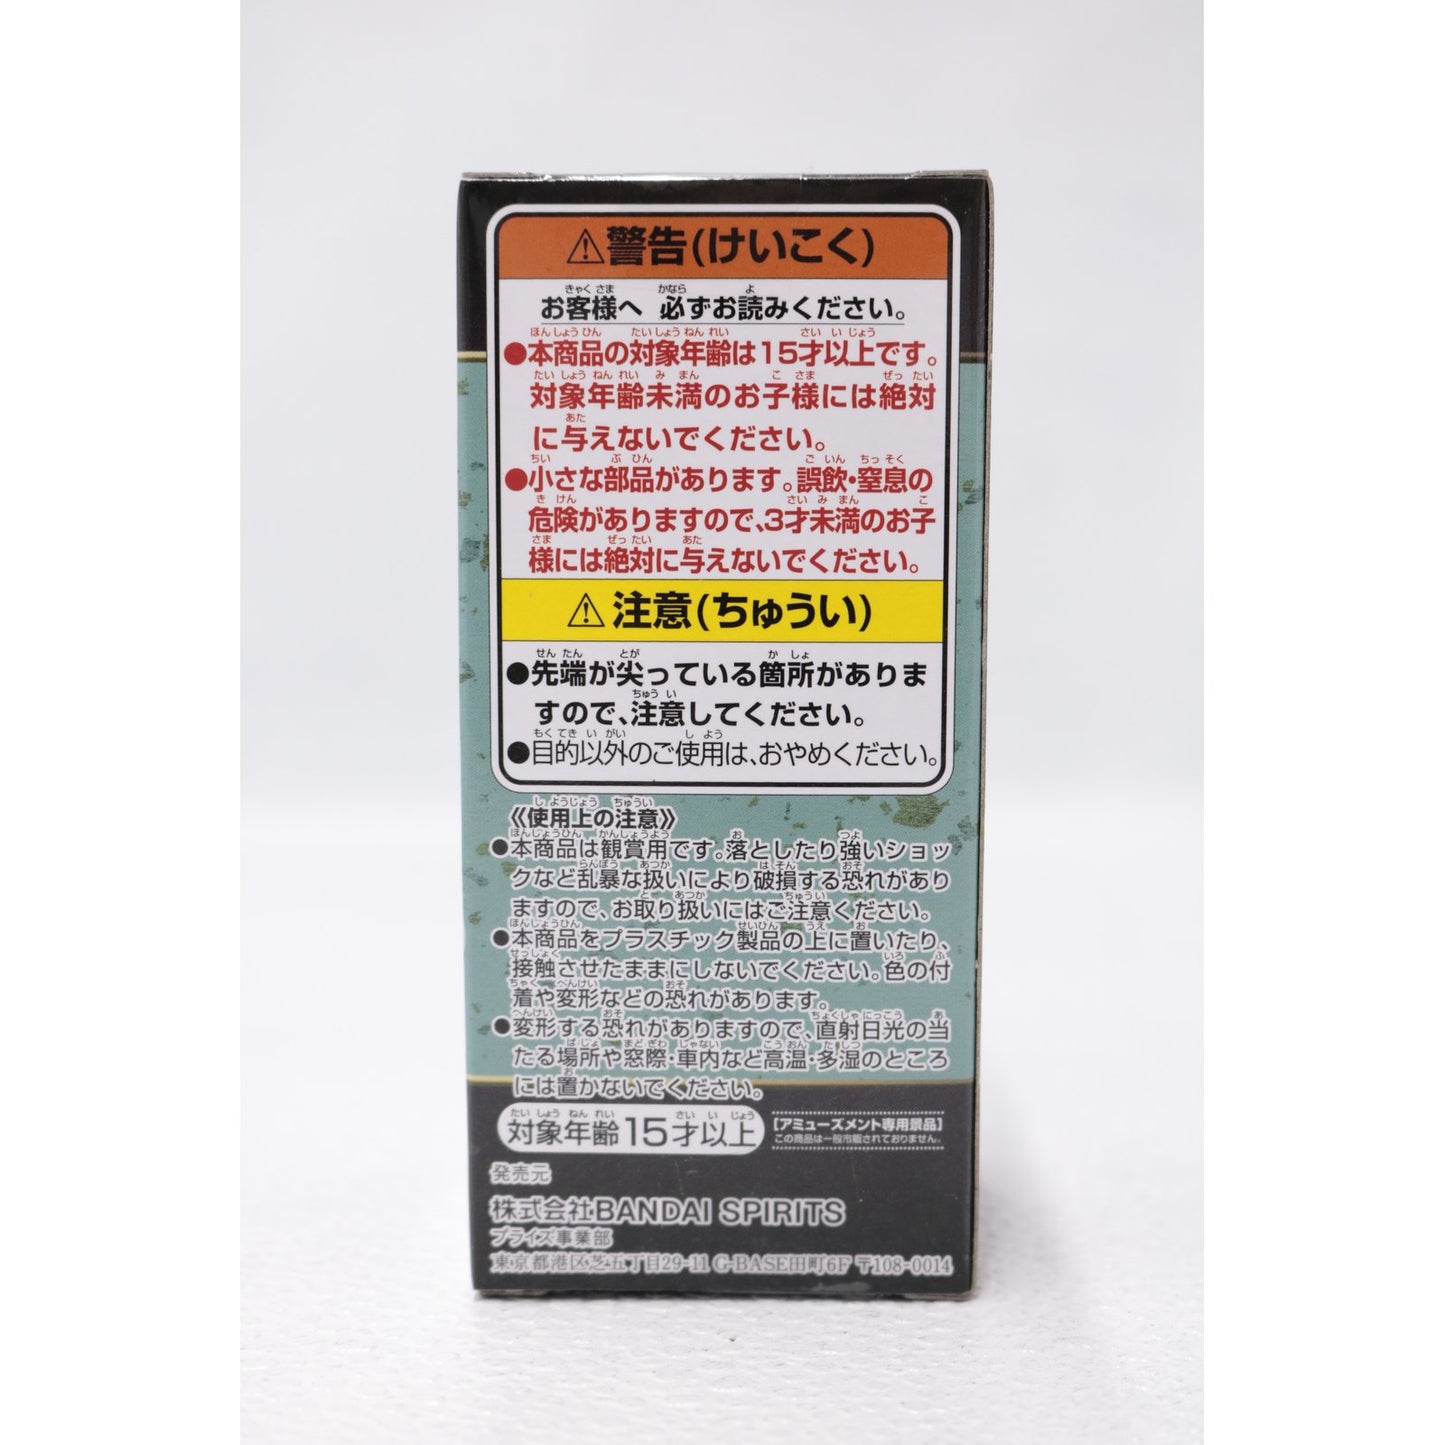 ⚠警告(けいこく)
お客様へ 必ずお読みください。
●本商品の対象年齢は15才以上です。
対象年齢未満のお子様には絶対
に与えないでください。
●小さな部品があります。誤飲・窒息の
危険がありますので、3才未満のお子
様には絶対に与えないでください。
⚠注意(ちゅうい)
●先端が尖っている箇所がありま
すので、注意してください。
●目的以外のご使用は、おやめください。
《使用上の注意》
●本商品は観賞用です。落としたり強いショッ
クなど乱暴な扱いにより破損する恐れがあり
ますので、お取り扱いにはご注意ください。
●本商品をプラスチック製品の上に置いたり、
接触させたままにしないでください。色の付
着や変形などの恐れがあります。
●変形する恐れがありますので、直射日光の当
たる場所や窓際・車内など高温・多湿のところ
には置かないでください。
対象年齢15才以上
[アミューズメント専用景品]
この商品は一般市販されておりません。
発売元
株式会社BANDAI SPIRITS
プライズ事業部
東京都港区芝五丁目29-11 G-BASE田町6F 〒108-0014